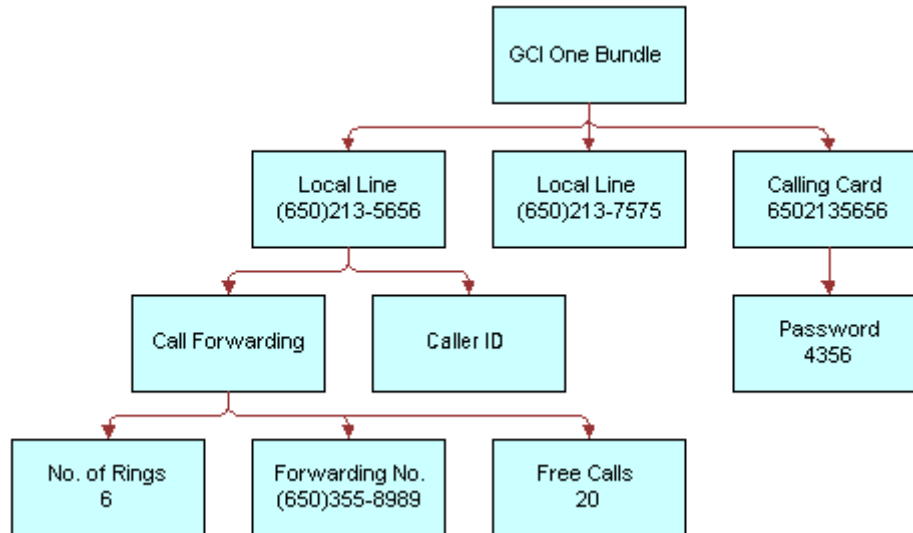 GCI One Bundle
Local Line
(650)213-5656
Local Line
(650)213-7575
Calling Card
6502135656
Call Forwarding
Caller ID
Password
4356
No. of Rings
6
Forwarding No.
(650)355-8989
Free Calls
20